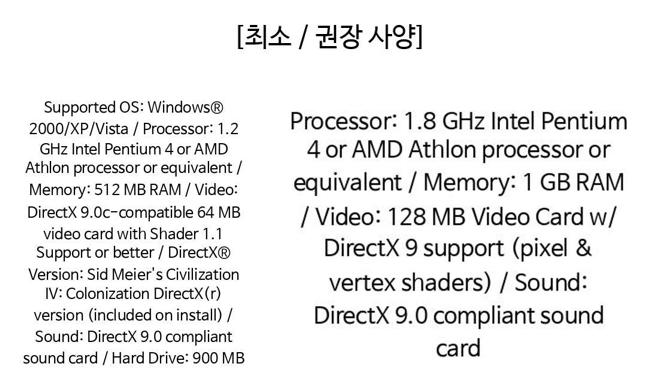 [최소 / 권장 사양]
Supported OS: Windows®
2000/XP/Vista / Processor: 1.2
GHz Intel Pentium 4 or AMD
Athlon processor or equivalent /
Memory: 512 MB RAM / Video:
DirectX 9.0c-compatible 64 MB
video card with Shader 1.1
Support or better / DirectX®
Version: Sid Meier's Civilization
IV: Colonization DirectX(r)
version (included on install) /
Sound: DirectX 9.0 compliant
sound card / Hard Drive: 900 MB
Processor: 1.8 GHz Intel Pentium
4 or AMD Athlon processor or
equivalent / Memory: 1 GB RAM
/ Video: 128 MB Video Card w/
DirectX 9 support (pixel &
vertex shaders) / Sound:
DirectX 9.0 compliant sound
card